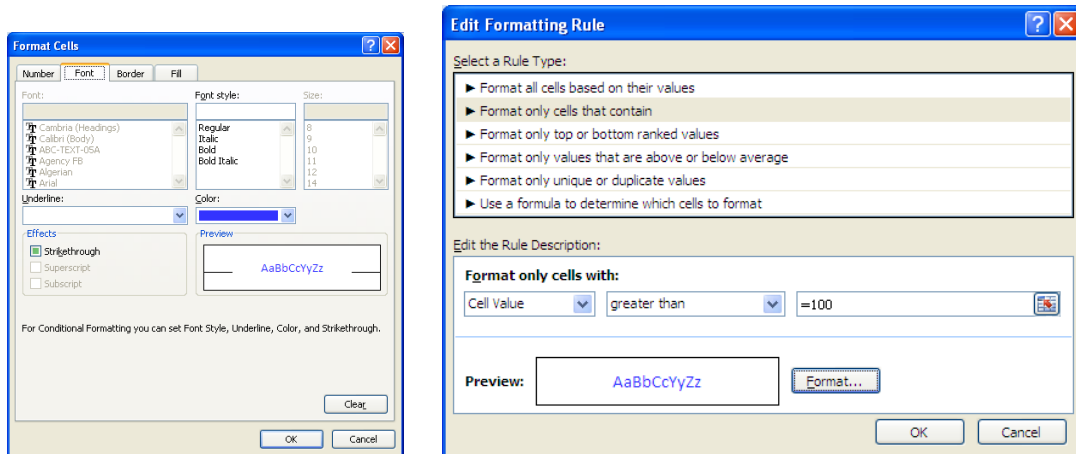 Format Cells
Number Font Border Fill
Font: Font style: Size:
Cambria (Headings) Regular 8
Calibri (Body) Italic 9
ABC-TEXT-05A Bold 10
Agency FB Bold Italic 11
Algerian 12
Arial 14
Underline: Color:
Effects Preview
Strikethrough
AaBbCcYyZz
Superscript
Subscript
For Conditional Formatting you can set Font Style, Underline, Color, and Strikethrough.
Clear
OK Cancel
Edit Formatting Rule
Select a Rule Type:
► Format all cells based on their values
► Format only cells that contain
► Format only top or bottom ranked values
► Format only values that are above or below average
► Format only unique or duplicate values
► Use a formula to determine which cells to format
Edit the Rule Description:
Format only cells with:
Cell Value greater than =100
Preview: AaBbCcYyZz Format...
OK Cancel